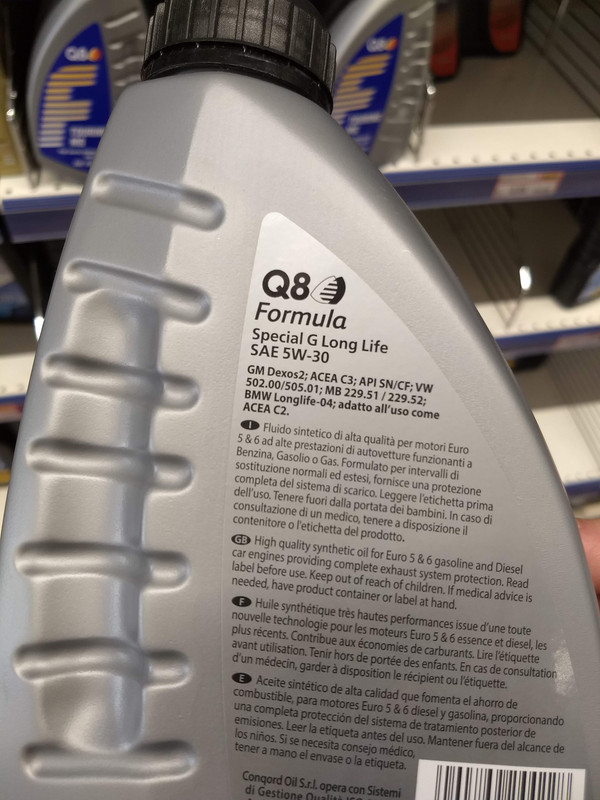 Q8
Q8
Q8
Formula
Special G Long Life
SAE 5W-30
GM Dexos2; ACEA C3; API SN/CF; VW
502.00/505.01; MB 229.51 / 229.52;
BMW Longlife-04; adatto all'uso come
ACEA C2.
I Fluido sintetico di alta qualità per motori Euro
5 & 6 ad alte prestazioni di autovetture funzionanti a
Benzina, Gasolio o Gas. Formulato per intervalli di
sostituzione normali ed estesi, fornisce una protezione
completa del sistema di scarico. Leggere l'etichetta prima
dell'uso. Tenere fuori dalla portata dei bambini. In caso di
consultazione di un medico, tenere a disposizione il
contenitore o l'etichetta del prodotto.
GB High quality synthetic oil for Euro 5 & 6 gasoline and Diesel
car engines providing complete exhaust system protection. Read
label before use. Keep out of reach of children. If medical advice is
needed, have product container or label at hand.
F Huile synthétique très hautes performances issue d'une toute
nouvelle technologie pour les moteurs Euro 5 & 6 essence et diesel, les
plus récents. Contribue aux économies de carburants. Lire l'étiquette
avant utilisation. Tenir hors de portée des enfants. En cas de consultation
d'un médecin, garder à disposition le récipient ou l'étiquette.
E Aceite sintético de alta calidad que fomenta el ahorro de
combustible, para motores Euro 5 & 6 diesel y gasolina, proporcionando
una completa protección del sistema de tratamiento posterior de
emisiones. Leer la etiqueta antes del uso. Mantener fuera del alcance de
los niños. Si se necesita consejo médico,
tener a mano el envase o la etiqueta.
Conqord Oil S.r.l. opera con Sistemi
di Gestione Qualità